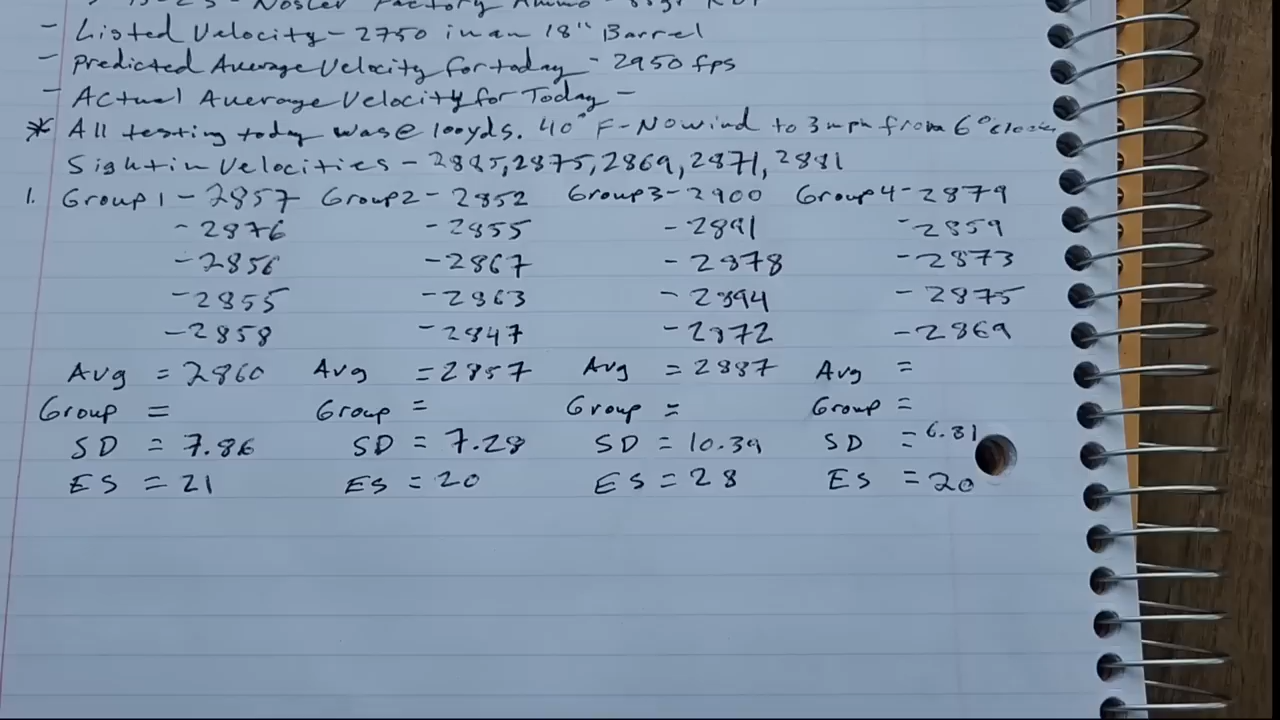 - Nosler Factory Ammo -
- Listed Velocity - 2750 in an 18" Barrel
- Predicted Average Velocity for today - 2950 fps
- Actual Average Velocity for Today -
* All testing today was @ 100yds. 40° F - No wind to 3 mph from 6 o'clock
Sight in Velocities - 2885, 2875, 2869, 2871, 2881
1. Group 1 - 2857 Group 2 - 2852 Group 3 - 2900 Group 4 - 2879
- 2876 - 2855 - 2891 - 2859
- 2856 - 2867 - 2878 - 2873
- 2855 - 2863 - 2894 - 2875
- 2858 - 2847 - 2872 - 2869
Avg = 2860 Avg = 2857 Avg = 2887 Avg =
Group = Group = Group = Group =
SD = 7.86 SD = 7.28 SD = 10.39 SD = 6.81
ES = 21 ES = 20 ES = 28 ES = 20